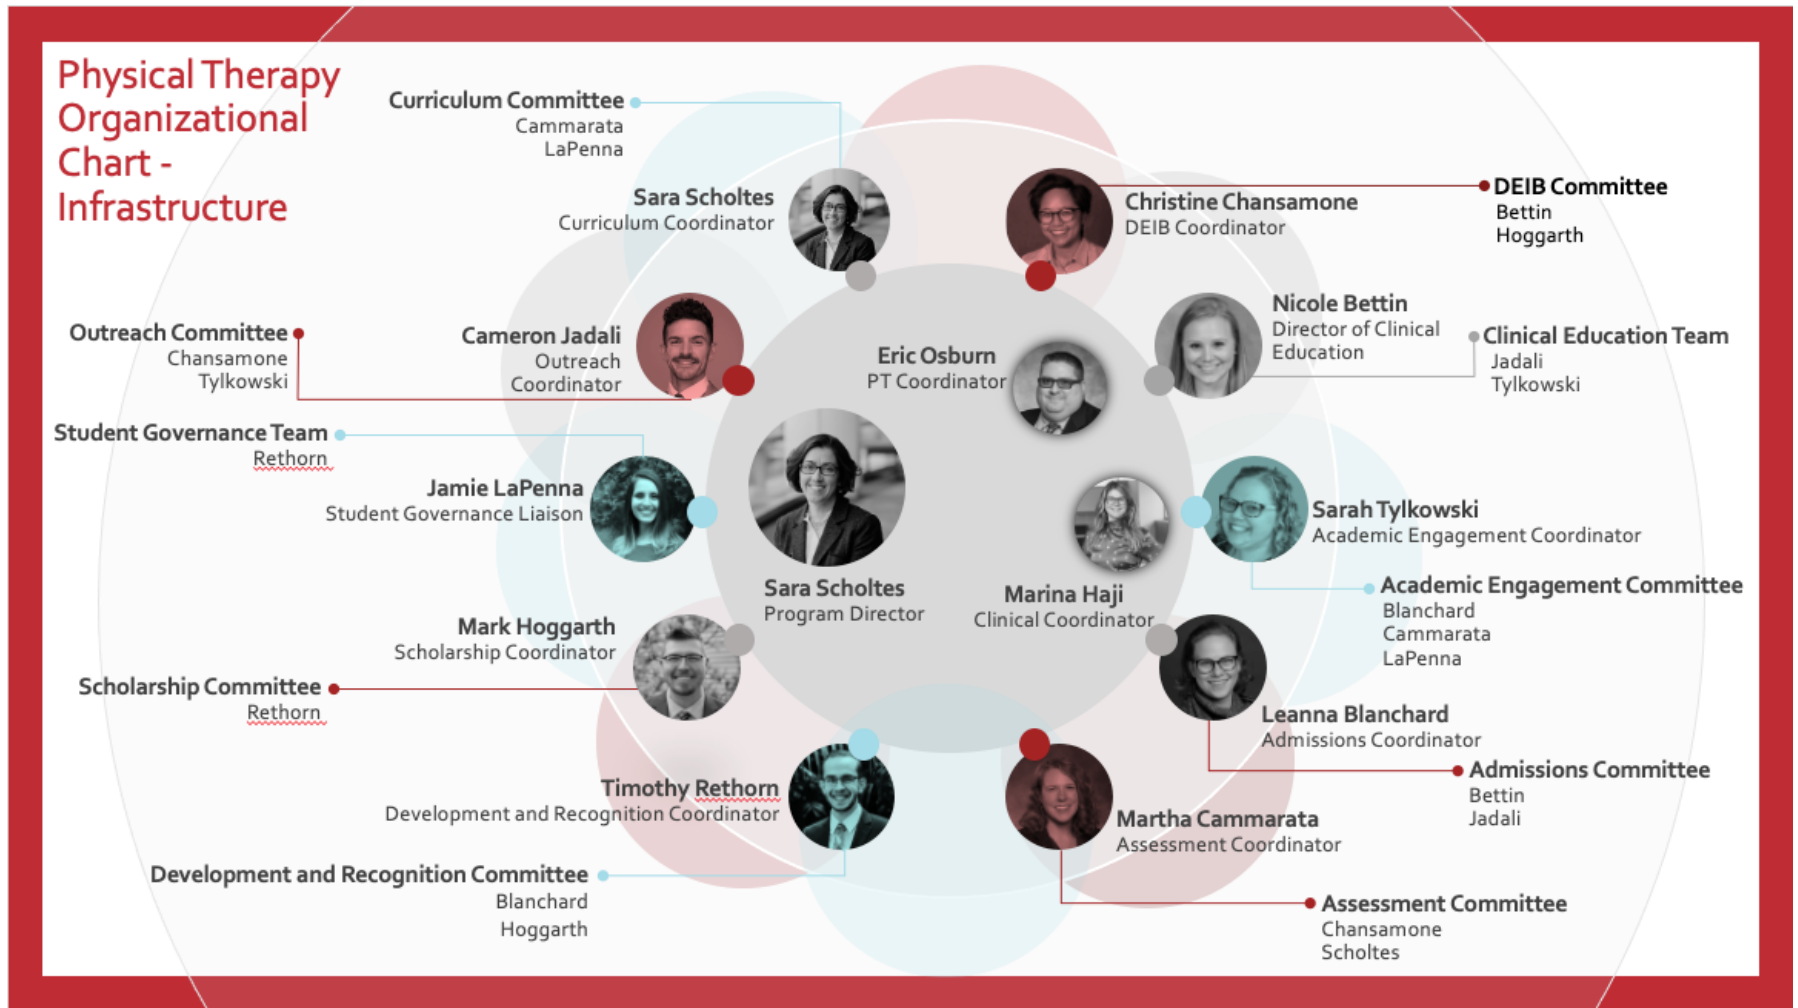 Physical Therapy
Organizational
Chart -
Infrastructure
Curriculum Committee
Cammarata
LaPenna
Sara Scholtes
Curriculum Coordinator
Christine Chansamone
DEIB Coordinator
DEIB Committee
Bettin
Hoggarth
Outreach Committee
Chansamone
Tylkowski
Cameron Jadali
Outreach
Coordinator
Eric Osburn
PT Coordinator
Nicole Bettin
Director of Clinical
Education
Clinical Education Team
Jadali
Tylkowski
Student Governance Team
Rethorn
Jamie LaPenna
Student Governance Liaison
Sara Scholtes
Program Director
Marina Haji
Clinical Coordinator
Sarah Tylkowski
Academic Engagement Coordinator
Academic Engagement Committee
Blanchard
Cammarata
LaPenna
Mark Hoggarth
Scholarship Coordinator
Scholarship Committee
Rethorn
Leanna Blanchard
Admissions Coordinator
Admissions Committee
Bettin
Jadali
Timothy Rethorn
Development and Recognition Coordinator
Martha Cammarata
Assessment Coordinator
Development and Recognition Committee
Blanchard
Hoggarth
Assessment Committee
Chansamone
Scholtes